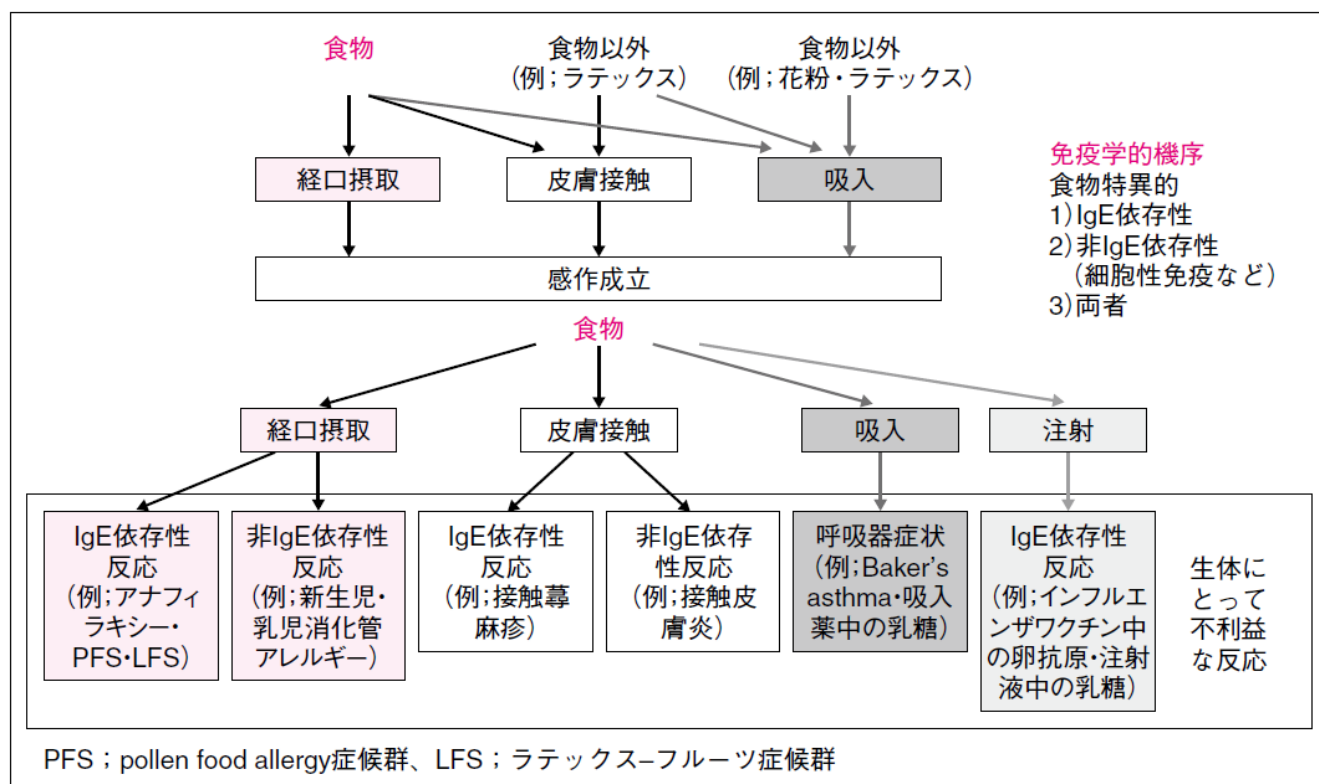 食物
食物以外
(例；ラテックス)
食物以外
(例；花粉・ラテックス)
経口摂取
皮膚接触
吸入
感作成立
免疫学的機序
食物特異的
1)IgE依存性
2)非IgE依存性
(細胞性免疫など)
3)両者
食物
経口摂取
皮膚接触
吸入
注射
IgE依存性
反応
(例；アナフィ
ラキシー・
PFS・LFS)
非IgE依存性
反応
(例；新生児・
乳児消化管
アレルギー)
IgE依存性
反応
(例；接触蕁
麻疹)
非IgE依存
性反応
(例；接触皮
膚炎)
呼吸器症状
(例；Baker's
asthma・吸入
薬中の乳糖)
IgE依存性
反応
(例；インフルエ
ンザワクチン中
の卵抗原・注射
液中の乳糖)
生体に
とって
不利益
な反応
PFS；pollen food allergy症候群、LFS；ラテックス–フルーツ症候群